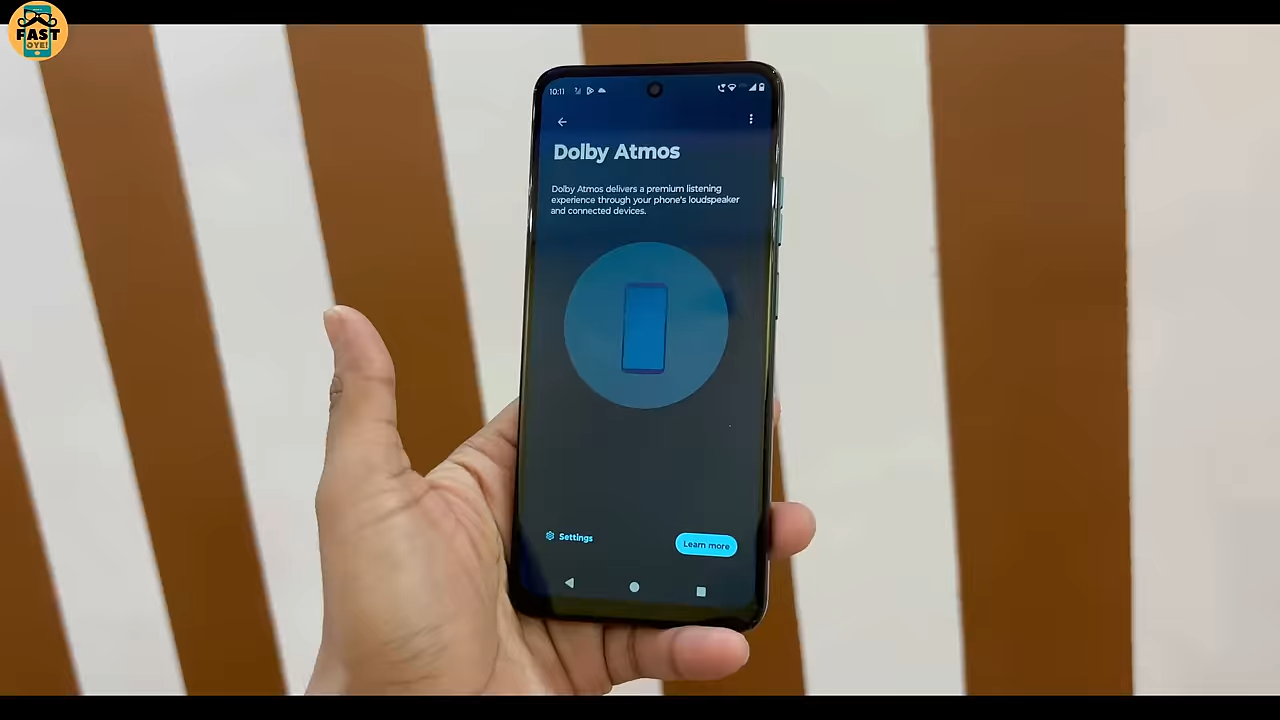 FAST
OYE!
10:11
Dolby Atmos
Dolby Atmos delivers a premium listening
experience through your phone's loudspeaker
and connected devices.
Settings
Learn more